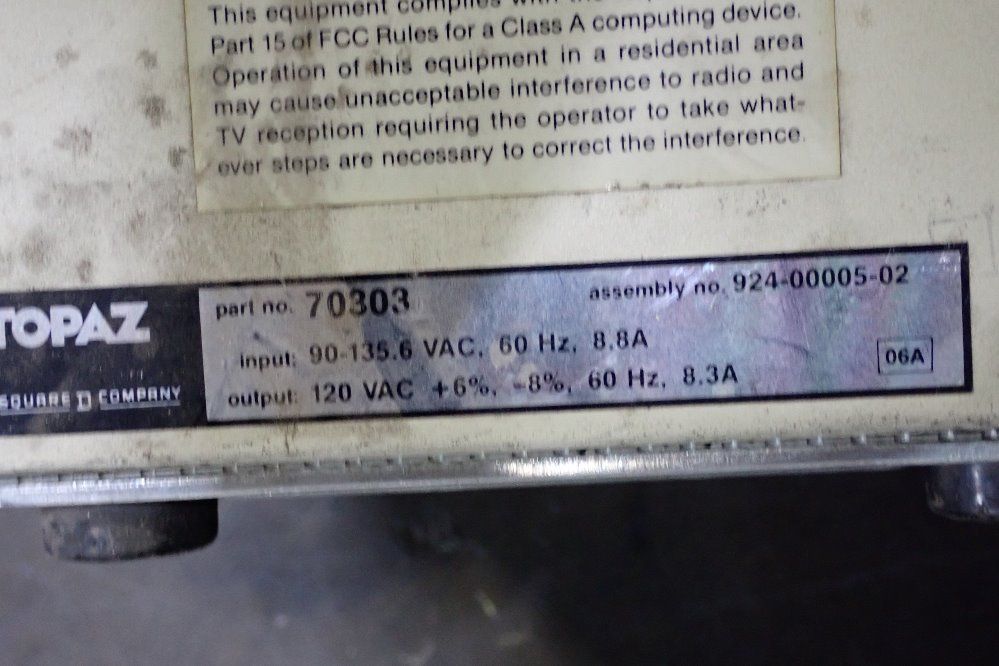 This equipment complies with the
Part 15 of FCC Rules for a Class A computing device.
Operation of this equipment in a residential area
may cause unacceptable interference to radio and
TV reception requiring the operator to take what-
ever steps are necessary to correct the interference.
TOPAZ
SQUARE D COMPANY
part no. 70303 assembly no. 924-00005-02
input: 90-135.6 VAC, 60 Hz, 8.8A
06A
output: 120 VAC +6%, -8%, 60 Hz, 8.3A